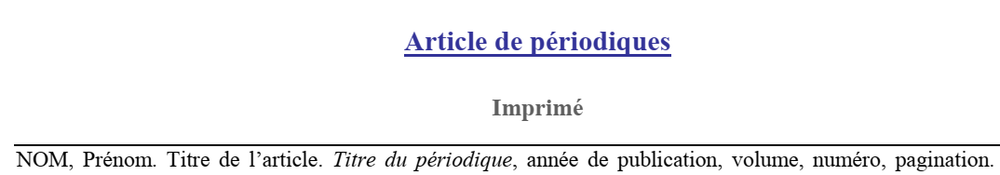 Article de périodiques
Imprimé
NOM, Prénom. Titre de l’article. Titre du périodique, année de publication, volume, numéro, pagination.